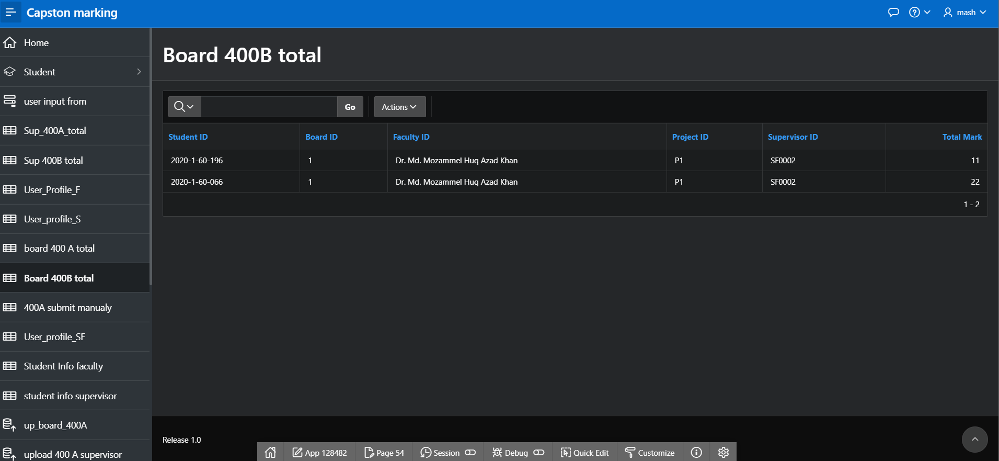 Capston marking
mash
Home
Student
user input from
Sup_400A_total
Sup 400B total
User_Profile_F
User_profile_S
board 400 A total
Board 400B total
400A submit manualy
User_profile_SF
Student Info faculty
student info supervisor
up_board_400A
upload 400 A supervisor
Board 400B total
Go
Actions
Student ID Board ID Faculty ID Project ID Supervisor ID Total Mark
2020-1-60-196 1 Dr. Md. Mozammel Huq Azad Khan P1 SF0002 11
2020-1-60-066 1 Dr. Md. Mozammel Huq Azad Khan P1 SF0002 22
1 - 2
Release 1.0
App 128482 Page 54 Session Debug Quick Edit Customize